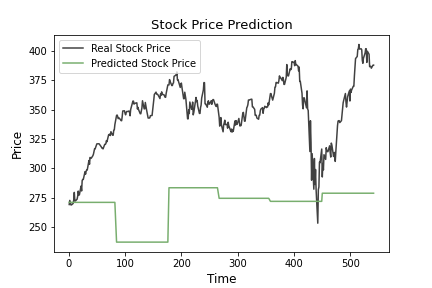 Stock Price Prediction
Real Stock Price
Predicted Stock Price
400
375
350
325
300
275
250
Price
0 100 200 300 400 500
Time